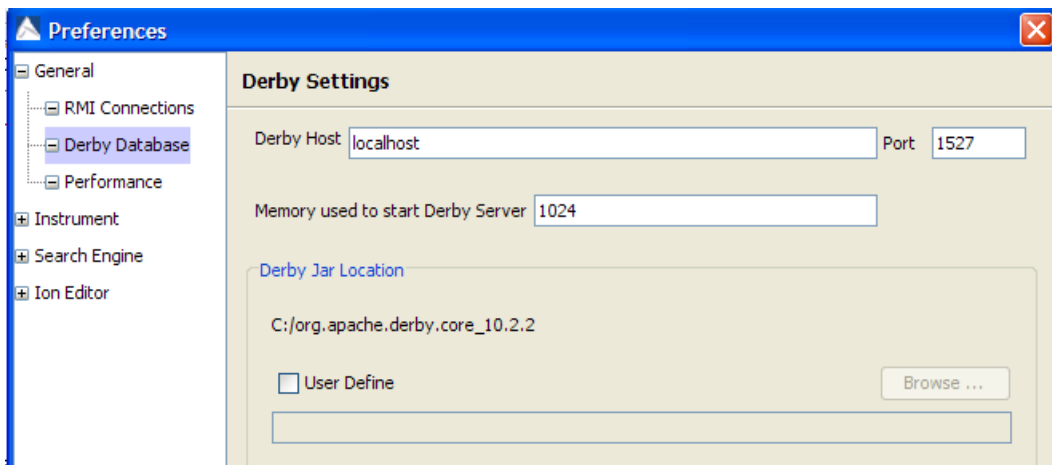 Preferences
General
RMI Connections
Derby Database
Performance
Instrument
Search Engine
Ion Editor
Derby Settings
Derby Host localhost Port 1527
Memory used to start Derby Server 1024
Derby Jar Location
C:/org.apache.derby.core_10.2.2
User Define Browse ...